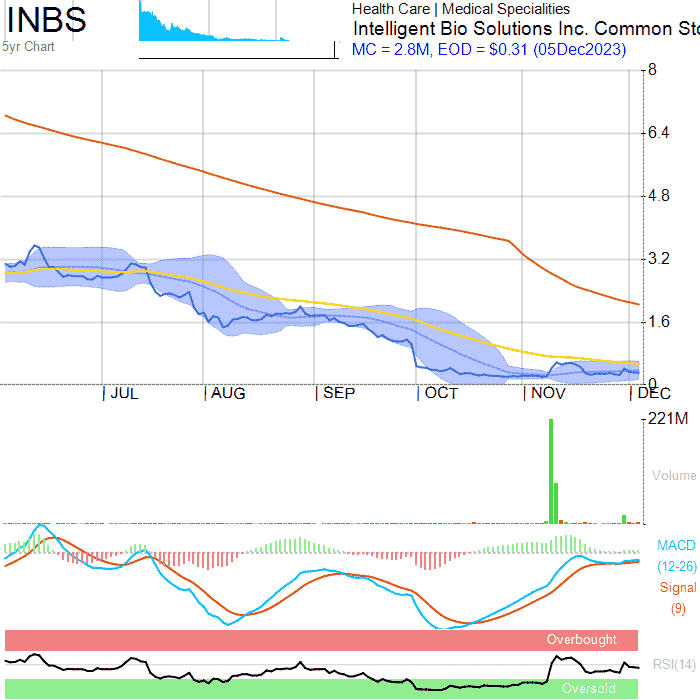 INBS
5yr Chart
Health Care | Medical Specialities
Intelligent Bio Solutions Inc. Common Sto
MC = 2.8M, EOD = $0.31 (05Dec2023)
8
6.4
4.8
3.2
1.6
0
JUL AUG SEP OCT NOV DEC
221M
Volume
MACD
(12-26)
Signal
(9)
Overbought
RSI(14)
Oversold